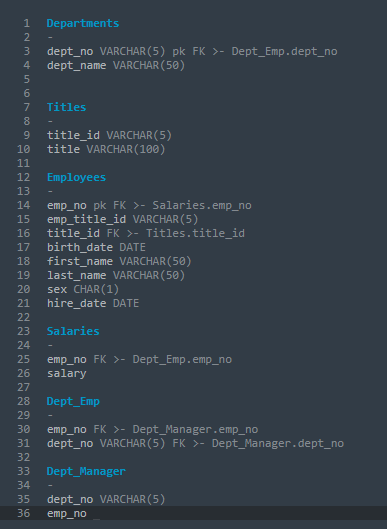 1 Departments
2 -
3 dept_no VARCHAR(5) pk FK >- Dept_Emp.dept_no
4 dept_name VARCHAR(50)
5
6
7 Titles
8 -
9 title_id VARCHAR(5)
10 title VARCHAR(100)
11
12 Employees
13 -
14 emp_no pk FK >- Salaries.emp_no
15 emp_title_id VARCHAR(5)
16 title_id FK >- Titles.title_id
17 birth_date DATE
18 first_name VARCHAR(50)
19 last_name VARCHAR(50)
20 sex CHAR(1)
21 hire_date DATE
22
23 Salaries
24 -
25 emp_no FK >- Dept_Emp.emp_no
26 salary
27
28 Dept_Emp
29 -
30 emp_no FK >- Dept_Manager.emp_no
31 dept_no VARCHAR(5) FK >- Dept_Manager.dept_no
32
33 Dept_Manager
34 -
35 dept_no VARCHAR(5)
36 emp_no _